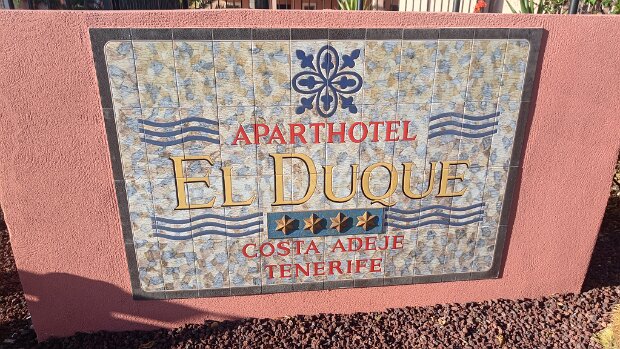 APARTHOTEL
EL DUQUE
COSTA ADEJE
TENERIFE